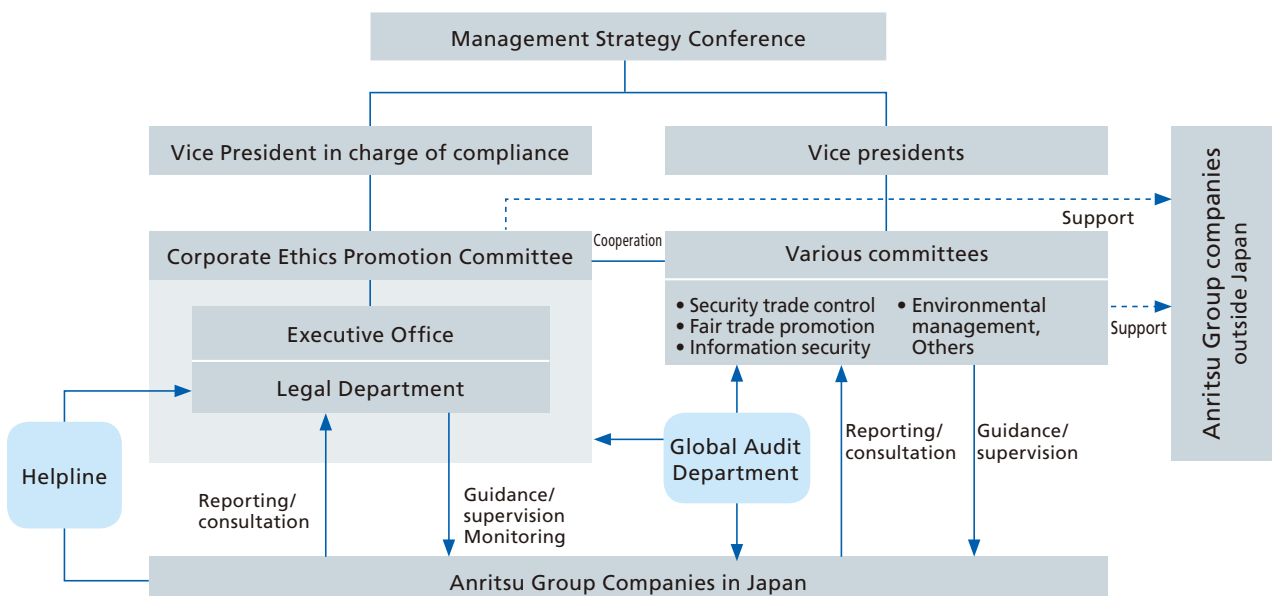 Management Strategy Conference
Vice President in charge of compliance
Vice presidents
Anritsu Group companies
outside Japan
Support
Cooperation
Corporate Ethics Promotion Committee
Various committees
• Security trade control
• Fair trade promotion
• Information security
• Environmental
management,
Others
Support
Executive Office
Legal Department
Helpline
Global Audit
Department
Reporting/
consultation
Guidance/
supervision
Reporting/
consultation
Guidance/
supervision
Monitoring
Anritsu Group Companies in Japan